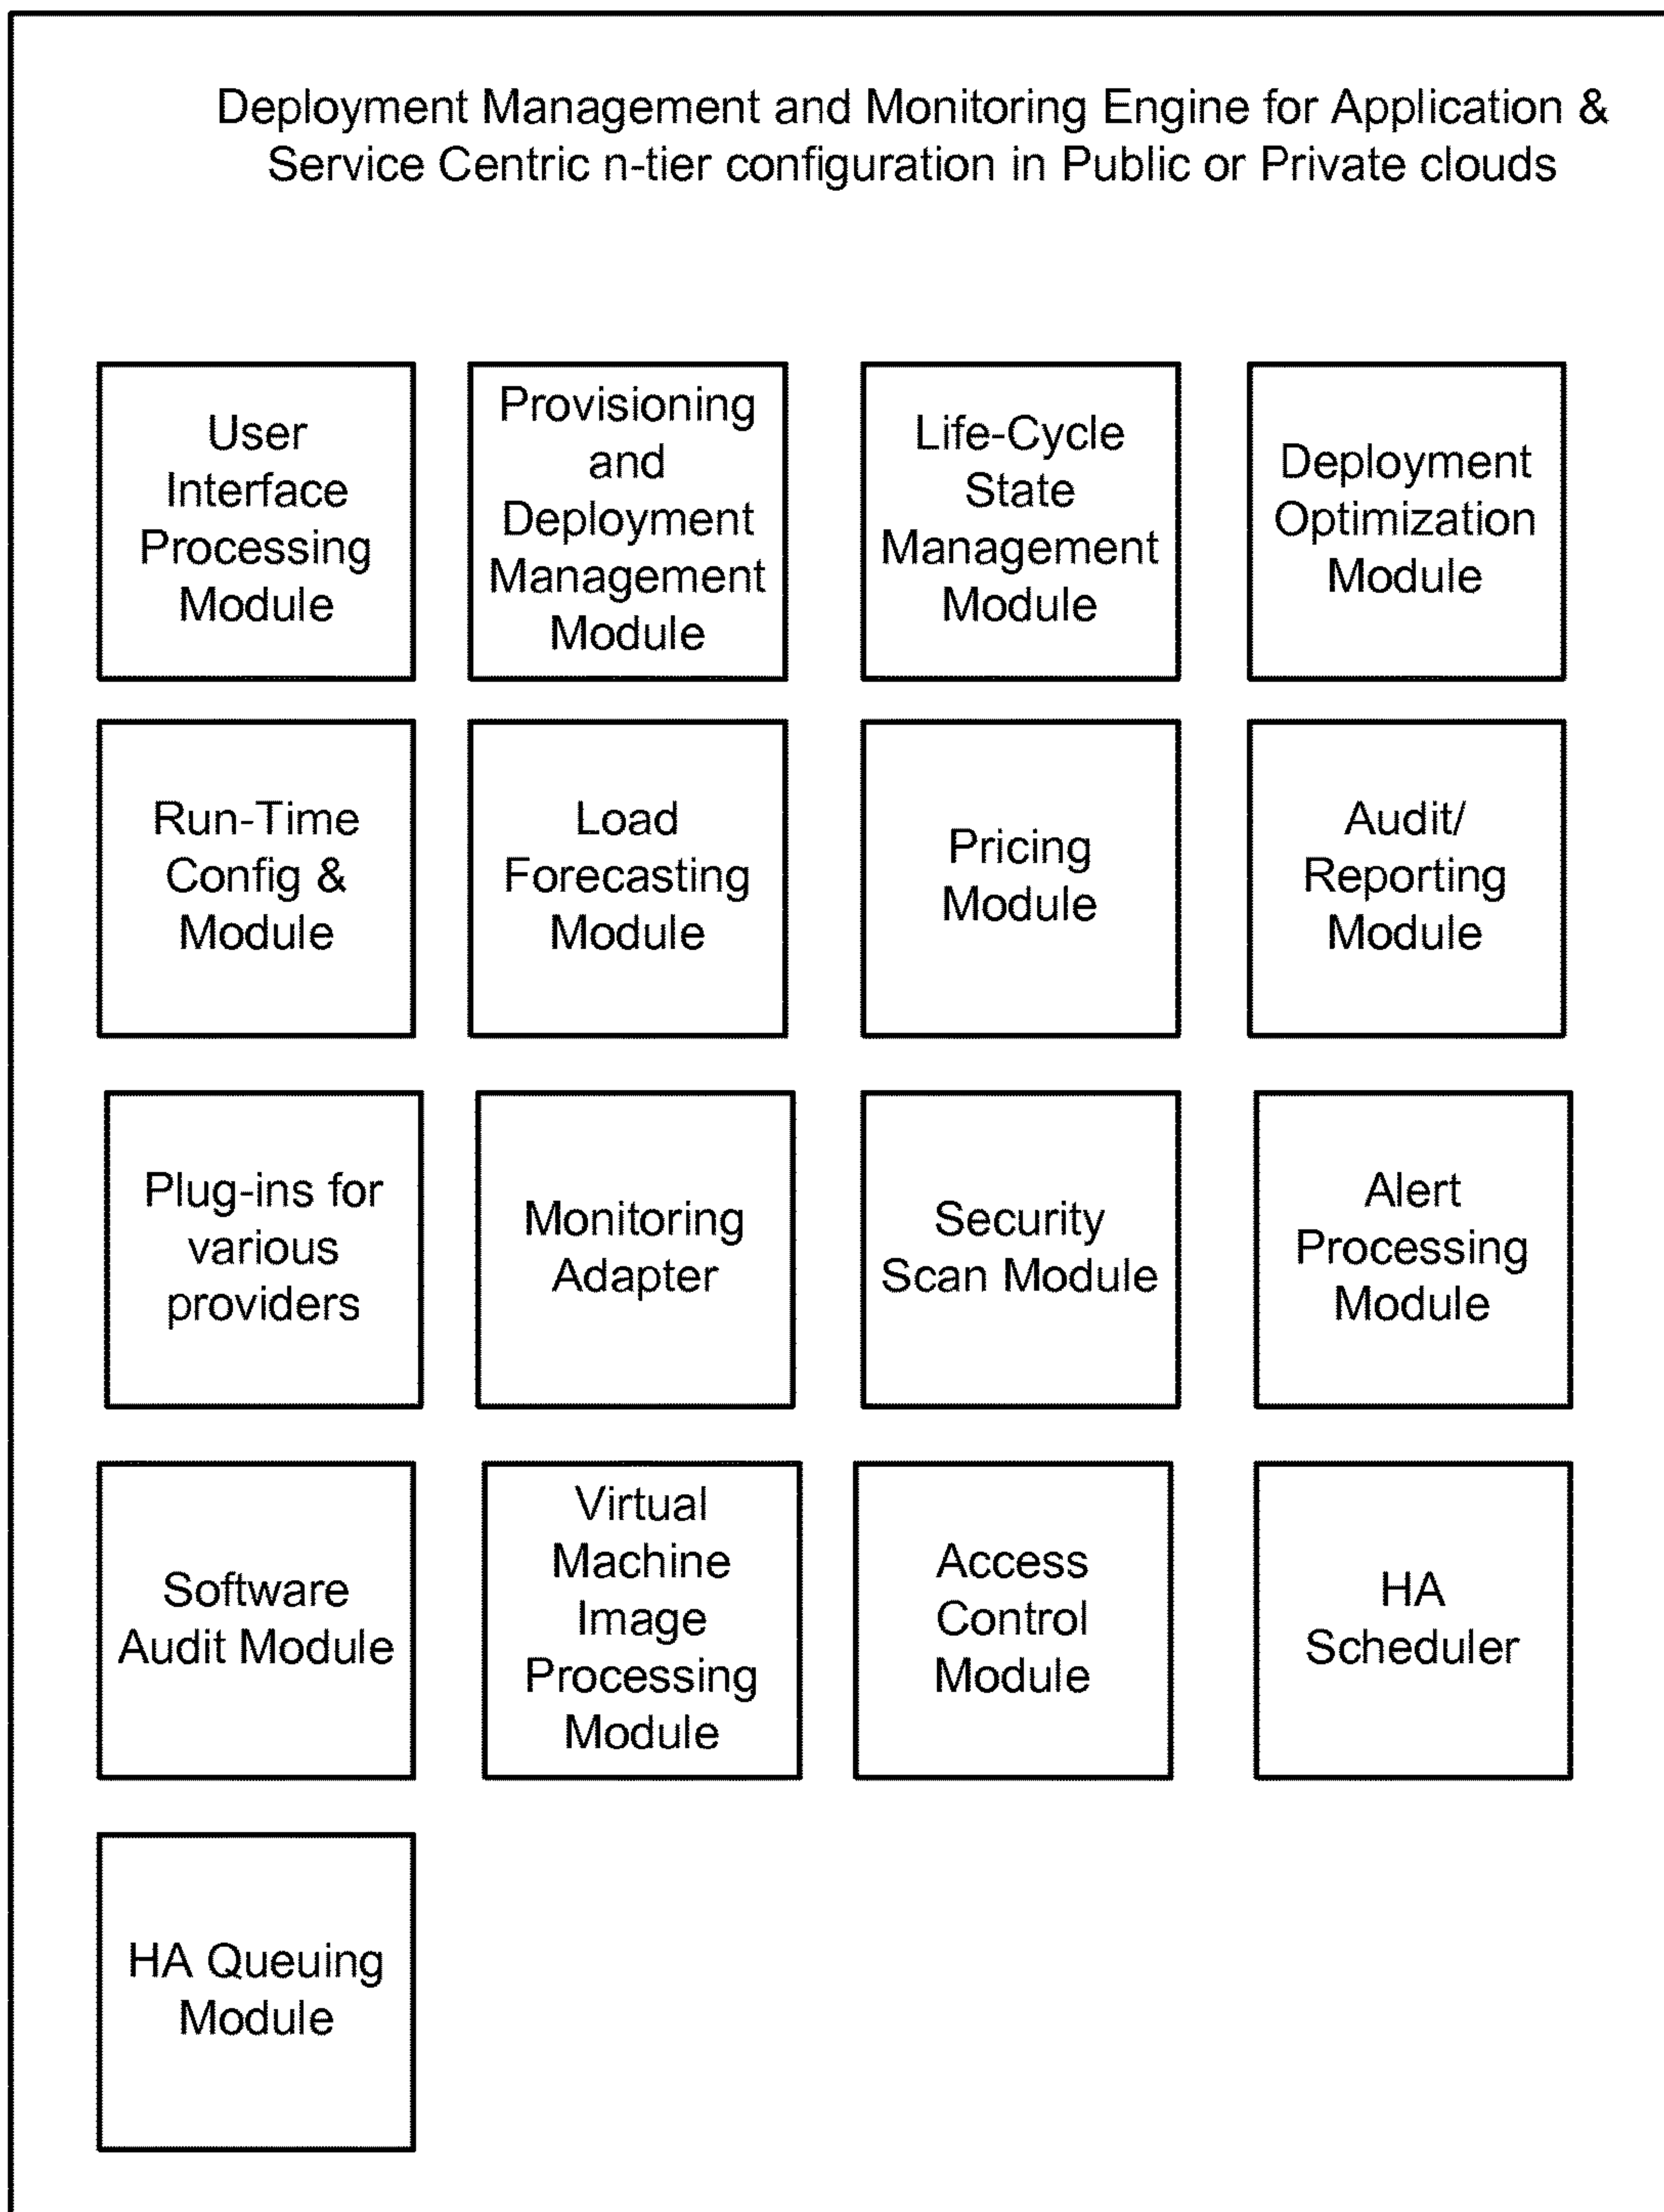 Deployment Management and Monitoring Engine for Application &
Service Centric n-tier configuration in Public or Private clouds
User
Interface
Processing
Module
Provisioning
and
Deployment
Management
Module
Life-Cycle
State
Management
Module
Deployment
Optimization
Module
Run-Time
Config &
Module
Load
Forecasting
Module
Pricing
Module
Audit/
Reporting
Module
Plug-ins for
various
providers
Monitoring
Adapter
Security
Scan Module
Alert
Processing
Module
Software
Audit Module
Virtual
Machine
Image
Processing
Module
Access
Control
Module
HA
Scheduler
HA Queuing
Module